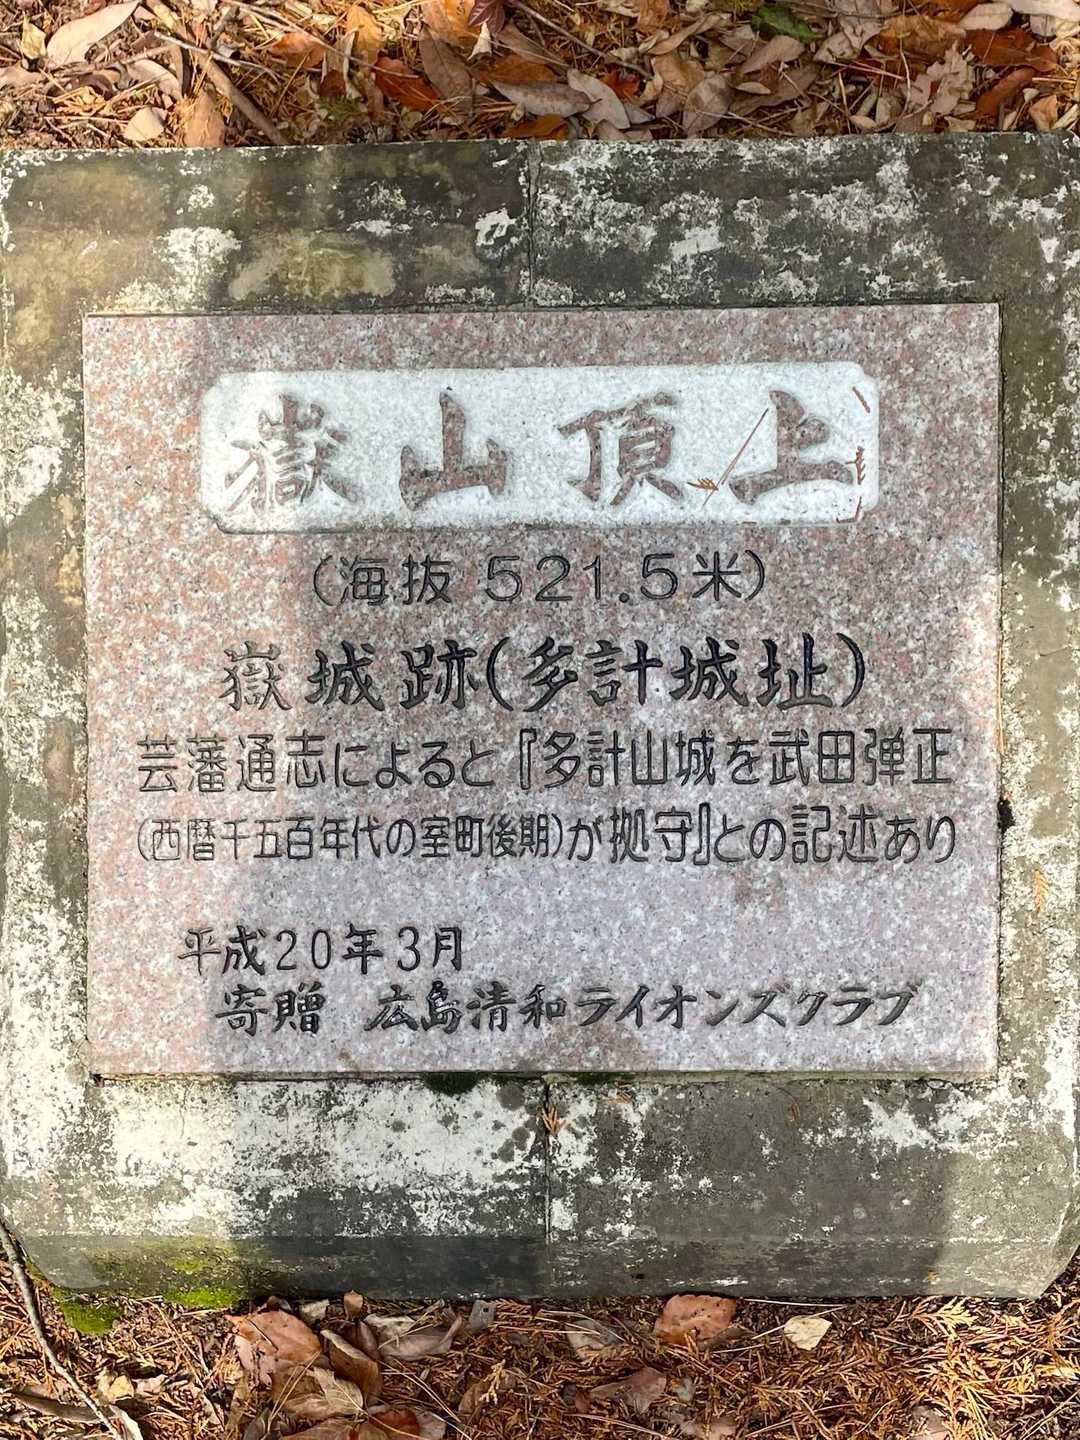 嶽山頂上
（海抜 521.5米）
嶽城跡（多計城址）
芸藩通志によると『多計山城を武田弾正
（西暦千五百年代の室町後期）が拠守』との記述あり
平成20年3月
寄贈 広島清和ライオンズクラブ